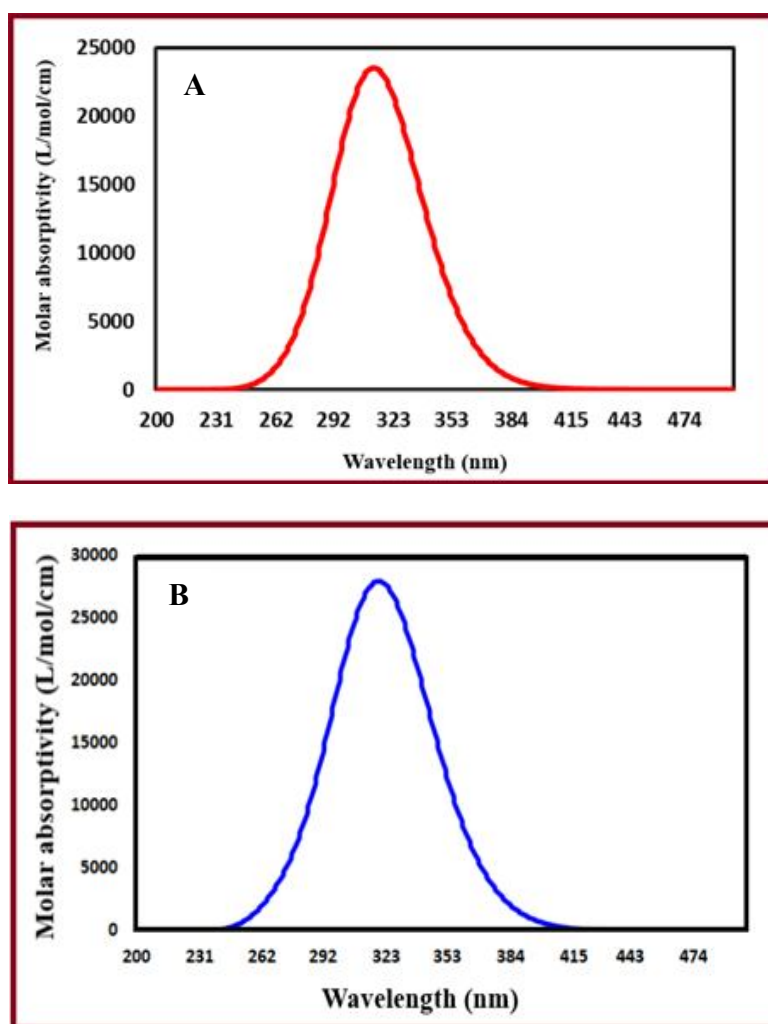 A
Molar absorptivity (L/mol/cm)
25000
20000
15000
10000
5000
0
200 231 262 292 323 353 384 415 443 474
Wavelength (nm)
B
Molar absorptivity (L/mol/cm)
30000
25000
20000
15000
10000
5000
0
200 231 262 292 323 353 384 415 443 474
Wavelength (nm)